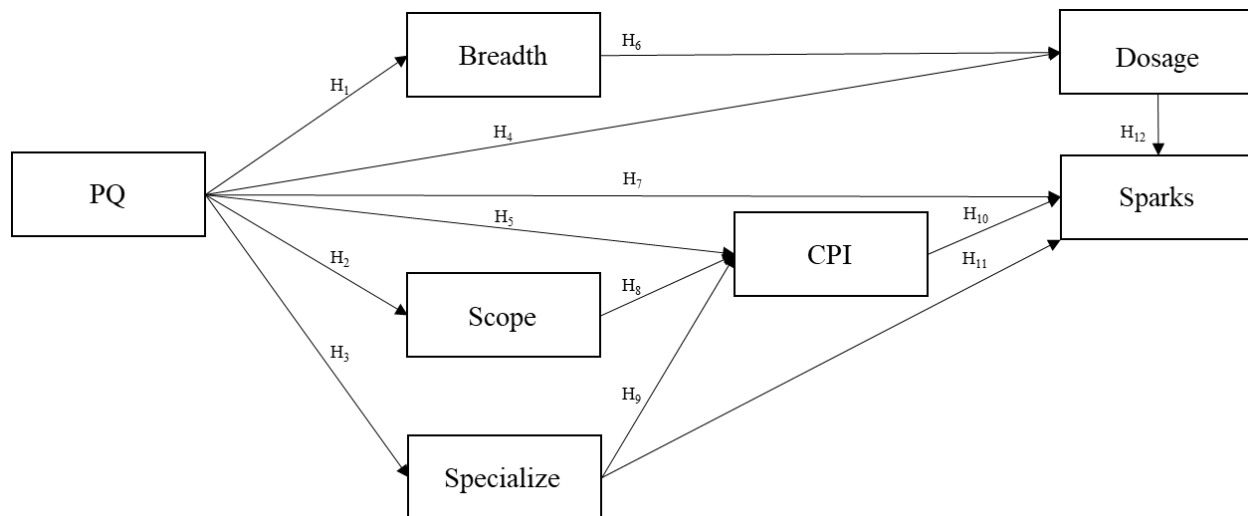 Breadth
H₆
Dosage
H₁
H₄
H₁₂
PQ
H₇
Sparks
H₅
H₁₀
CPI
H₂
H₈
H₁₁
Scope
H₃
H₉
Specialize